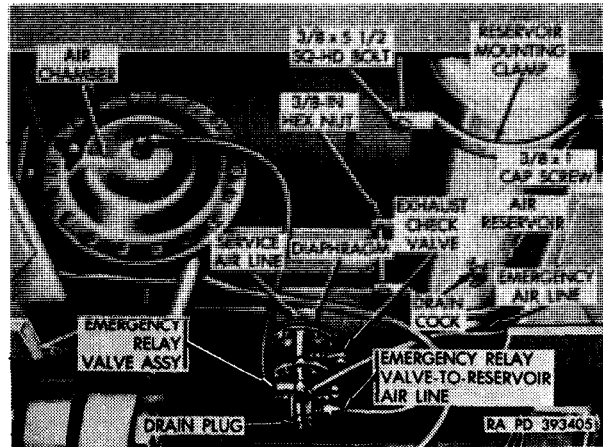 AIR
CHAMBER
3/8 x 5 1/2
SQ-HD BOLT
RESERVOIR
MOUNTING
CLAMP
3/8-IN
HEX NUT
3/8 x 1
CAP SCREW
SERVICE
AIR LINE
DIAPHRAGM
EXHAUST
CHECK
VALVE
AIR
RESERVOIR
DRAIN
COCK
EMERGENCY
AIR LINE
EMERGENCY
RELAY
VALVE ASSY
EMERGENCY RELAY
VALVE-TO-RESERVOIR
AIR LINE
DRAIN PLUG
RA PD 393405